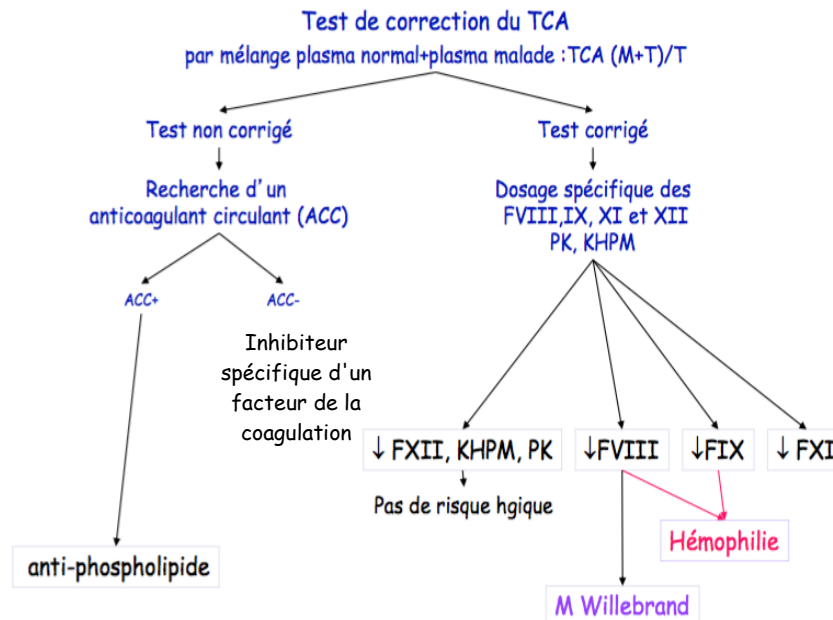 Test de correction du TCA
par mélange plasma normal+plasma malade :TCA (M+T)/T
Test non corrigé
Test corrigé
Recherche d'un
anticoagulant circulant (ACC)
Dosage spécifique des
FVIII,IX, XI et XII
PK, KHPM
ACC+
ACC-
Inhibiteur
spécifique d'un
facteur de la
coagulation
↓ FXII, KHPM, PK
↓FVIII
↓FIX
↓ FXI
Pas de risque hgique
Hémophilie
anti-phospholipide
M Willebrand